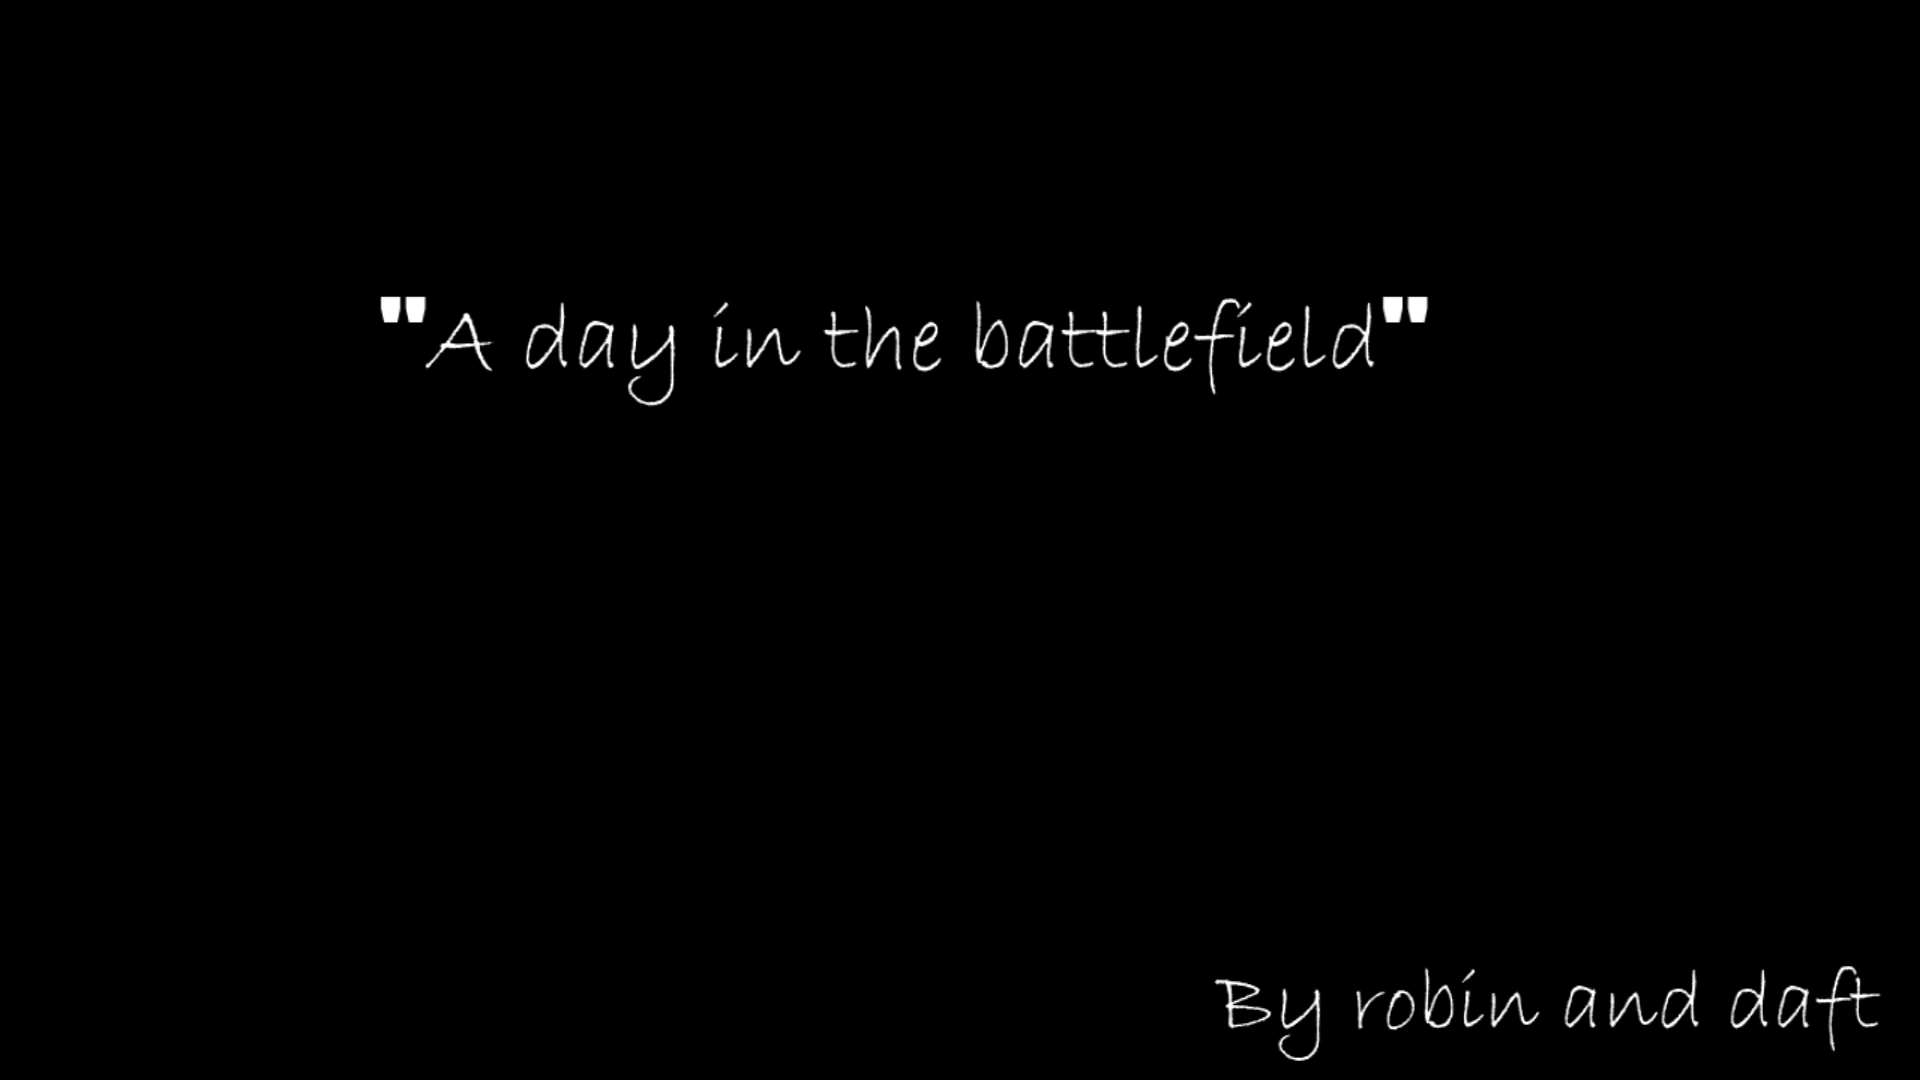 "A day in the battlefield"
By robin and daft